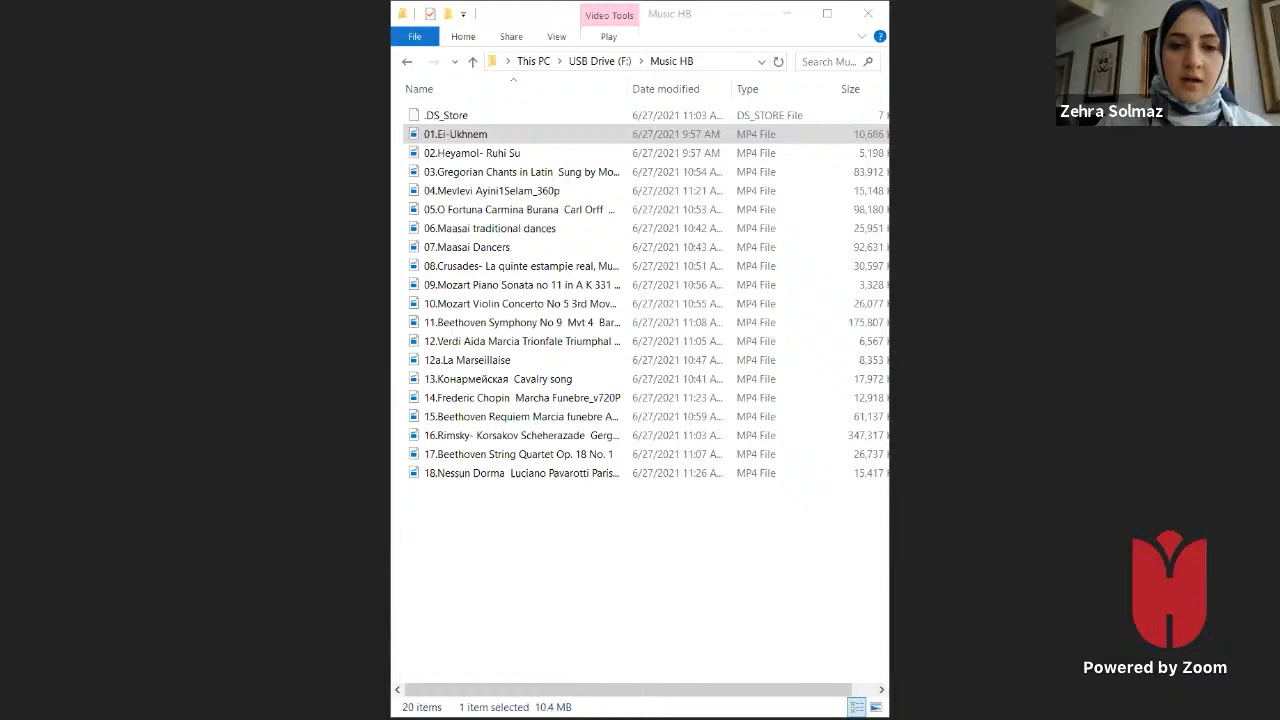 Video Tools Music HB
File Home Share View Play
This PC USB Drive (F:) Music HB Search Mu...
Name Date modified Type Size
.DS_Store 6/27/2021 11:03 A... DS_STORE File 7
01.Ei-Ukhnem 6/27/2021 9:57 AM MP4 File 10,686
02.Heyamol- Ruhi Su 6/27/2021 9:57 AM MP4 File 5,198
03.Gregorian Chants in Latin Sung by Mo... 6/27/2021 10:54 A... MP4 File 83,912
04.Mevlevi Ayini1Selam_360p 6/27/2021 11:21 A... MP4 File 15,148
05.O Fortuna Carmina Burana Carl Orff ... 6/27/2021 10:53 A... MP4 File 98,180
06.Maasai traditional dances 6/27/2021 10:42 A... MP4 File 25,951
07.Maasai Dancers 6/27/2021 10:43 A... MP4 File 92,631
08.Crusades- La quinte estampie real, Mu... 6/27/2021 10:51 A... MP4 File 30,597
09.Mozart Piano Sonata no 11 in A K 331 ... 6/27/2021 10:56 A... MP4 File 3,328
10.Mozart Violin Concerto No 5 3rd Mov... 6/27/2021 10:55 A... MP4 File 26,077
11.Beethoven Symphony No 9 Mvt 4 Bar... 6/27/2021 11:08 A... MP4 File 175,807
12.Verdi Aida Marcia Trionfale Triumphal ... 6/27/2021 11:05 A... MP4 File 6,567
12a.La Marseillaise 6/27/2021 10:47 A... MP4 File 8,353
13.Конармейская Cavalry song 6/27/2021 10:41 A... MP4 File 17,972
14.Frederic Chopin Marcha Funebre_v720P 6/27/2021 11:23 A... MP4 File 12,918
15.Beethoven Requiem Marcia funebre A... 6/27/2021 10:59 A... MP4 File 61,137
16.Rimsky- Korsakov Scheherazade Gerg... 6/27/2021 11:03 A... MP4 File 347,317
17.Beethoven String Quartet Op. 18 No. 1 6/27/2021 11:07 A... MP4 File 26,737
18.Nessun Dorma Luciano Pavarotti Paris... 6/27/2021 11:26 A... MP4 File 15,417
20 items 1 item selected 10.4 MB
Zehra Solmaz
Powered by Zoom